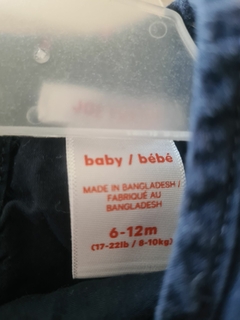 baby / bébé
MADE IN BANGLADESH /
FABRIQUÉ AU
BANGLADESH
6-12m
(17-22lb / 8-10kg)